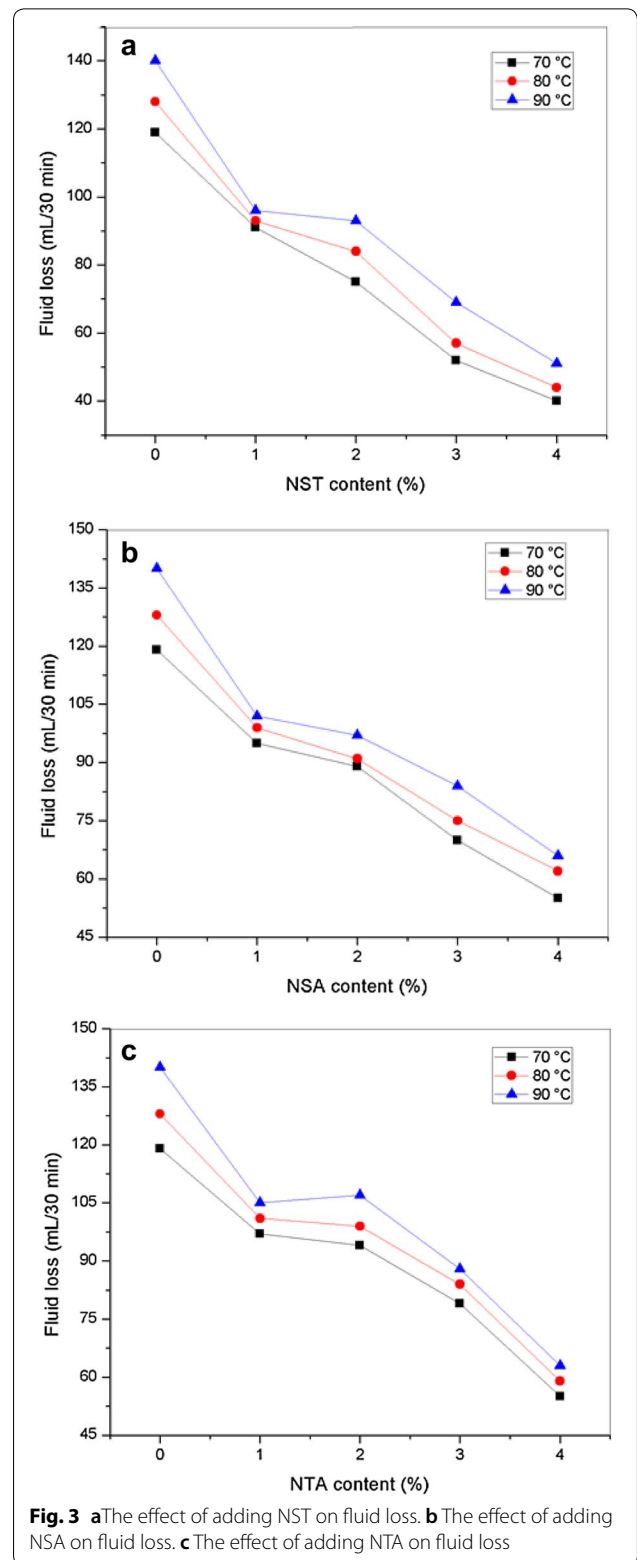 a
70 °C
80 °C
90 °C
Fluid loss (mL/30 min)
120
100
80
60
40
0 1 2 3 4
NST content (%)
b
70 °C
80 °C
90 °C
Fluid loss (mL/30 min)
150
135
120
105
90
75
60
45
0 1 2 3 4
NSA content (%)
c
70 °C
80 °C
90 °C
Fluid loss (mL/30 min)
150
135
120
105
90
75
60
45
0 1 2 3 4
NTA content (%)
Fig. 3 aThe effect of adding NST on fluid loss. b The effect of adding
NSA on fluid loss. c The effect of adding NTA on fluid loss